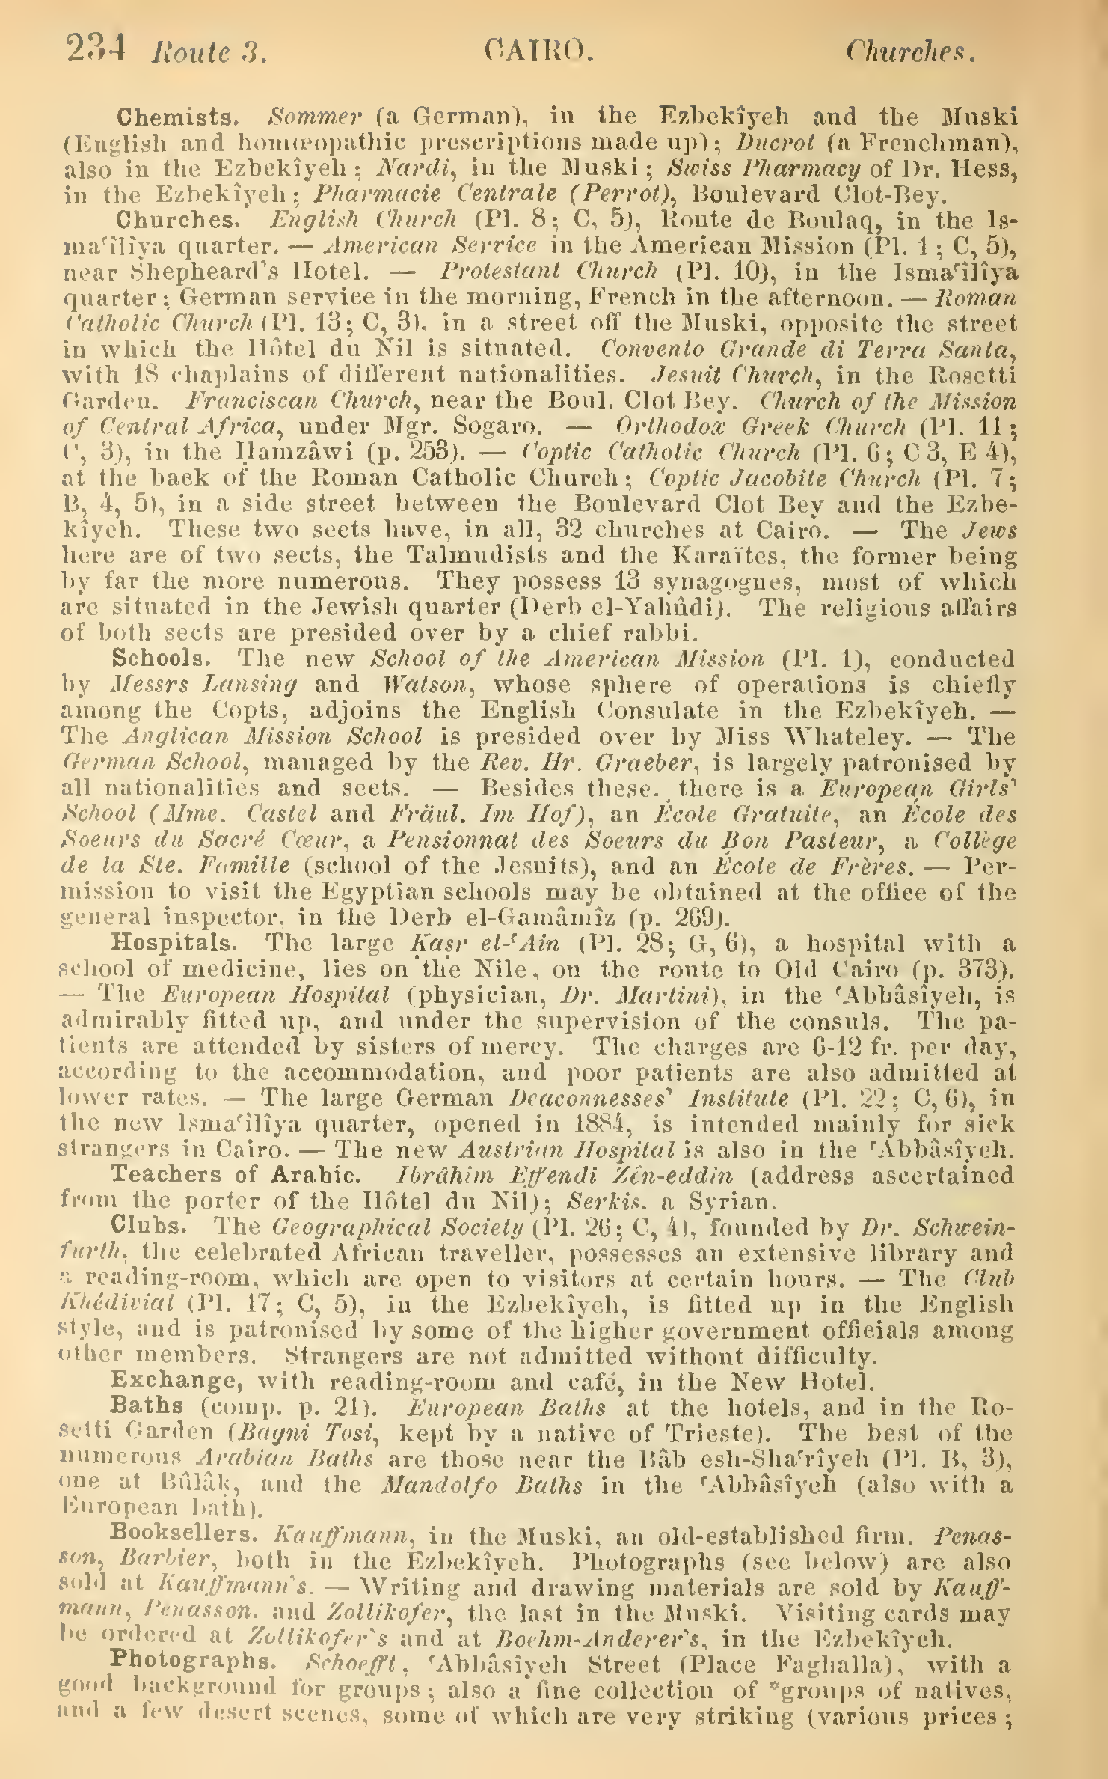 234 Route 3. CAIRO. Churches.
Chemists. Sommer (a German), in the Ezbekîyeh and the Muski
(English and homœopathic prescriptions made up); Ducrot (a Frenchman),
also in the Ezbekîyeh; Nardi, in the Muski; Swiss Pharmacy of Dr. Hess,
in the Ezbekîyeh; Pharmacie Centrale (Perrot), Boulevard Clot-Bey.
Churches. English Church (Pl. 8; C, 5), Route de Boulaq, in the Is-
maʿîlîya quarter. — American Service in the American Mission (Pl. 1; C, 5),
near Shepheard's Hotel. — Protestant Church (Pl. 10), in the Ismaʿîlîya
quarter; German service in the morning, French in the afternoon. — Roman
Catholic Church (Pl. 13; C, 3), in a street off the Muski, opposite the street
in which the Hôtel du Nil is situated. Convento Grande di Terra Santa,
with 18 chaplains of different nationalities. Jesuit Church, in the Rosetti
Garden. Franciscan Church, near the Boul. Clot Bey. Church of the Mission
of Central Africa, under Mgr. Sogaro. — Orthodox Greek Church (Pl. 11;
C, 3), in the Ḥamzâwi (p. 253). — Coptic Catholic Church (Pl. 6; C 3, E 4),
at the back of the Roman Catholic Church; Coptic Jacobite Church (Pl. 7;
B, 4, 5), in a side street between the Boulevard Clot Bey and the Ezbe-
kîyeh. These two sects have, in all, 32 churches at Cairo. — The Jews
here are of two sects, the Talmudists and the Karaïtes, the former being
by far the more numerous. They possess 13 synagogues, most of which
are situated in the Jewish quarter (Derb el-Yahûdi). The religious affairs
of both sects are presided over by a chief rabbi.
Schools. The new School of the American Mission (Pl. 1), conducted
by Messrs Lansing and Watson, whose sphere of operations is chiefly
among the Copts, adjoins the English Consulate in the Ezbekîyeh. —
The Anglican Mission School is presided over by Miss Whateley. — The
German School, managed by the Rev. Hr. Graeber, is largely patronised by
all nationalities and sects. — Besides these, there is a European Girls'
School (Mme. Castel and Fräul. Im Hof), an École Gratuite, an École des
Soeurs du Sacré Cœur, a Pensionnat des Soeurs du Bon Pasteur, a Collège
de la Ste. Famille (school of the Jesuits), and an École de Frères. — Per-
mission to visit the Egyptian schools may be obtained at the office of the
general inspector, in the Derb el-Gamâmîz (p. 269).
Hospitals. The large Ḳaṣr el-ʿAin (Pl. 28; G, 6), a hospital with a
school of medicine, lies on the Nile, on the route to Old Cairo (p. 373).
— The European Hospital (physician, Dr. Martini), in the ʿAbbâsîyeh, is
admirably fitted up, and under the supervision of the consuls. The pa-
tients are attended by sisters of mercy. The charges are 6-12 fr. per day,
according to the accommodation, and poor patients are also admitted at
lower rates. — The large German Deaconnesses' Institute (Pl. 22; C, 6), in
the new Ismaʿîlîya quarter, opened in 1884, is intended mainly for sick
strangers in Cairo. — The new Austrian Hospital is also in the ʿAbbâsîyeh.
Teachers of Arabic. Ibrâhîm Effendi Zên-eddin (address ascertained
from the porter of the Hôtel du Nil); Serkis, a Syrian.
Clubs. The Geographical Society (Pl. 26; C, 4), founded by Dr. Schwein-
furth, the celebrated African traveller, possesses an extensive library and
a reading-room, which are open to visitors at certain hours. — The Club
Khédivial (Pl. 17; C, 5), in the Ezbekîyeh, is fitted up in the English
style, and is patronised by some of the higher government officials among
other members. Strangers are not admitted without difficulty.
Exchange, with reading-room and café, in the New Hotel.
Baths (comp. p. 21). European Baths at the hotels, and in the Ro-
setti Garden (Bagni Tosi, kept by a native of Trieste). The best of the
numerous Arabian Baths are those near the Bâb esh-Shaʿrîyeh (Pl. B, 3),
one at Bûlâḳ, and the Mandolfo Baths in the ʿAbbâsîyeh (also with a
European bath).
Booksellers. Kauffmann, in the Muski, an old-established firm. Penas-
son, Barbier, both in the Ezbekîyeh. Photographs (see below) are also
sold at Kauffmann's. — Writing and drawing materials are sold by Kauff-
mann, Penasson, and Zollikofer, the last in the Muski. Visiting cards may
be ordered at Zollikofer's and at Boehm-Anderer's, in the Ezbekîyeh.
Photographs. Schoefft, ʿAbbâsîyeh Street (Place Faghalla), with a
good background for groups; also a fine collection of *groups of natives,
and a few desert scenes, some of which are very striking (various prices;